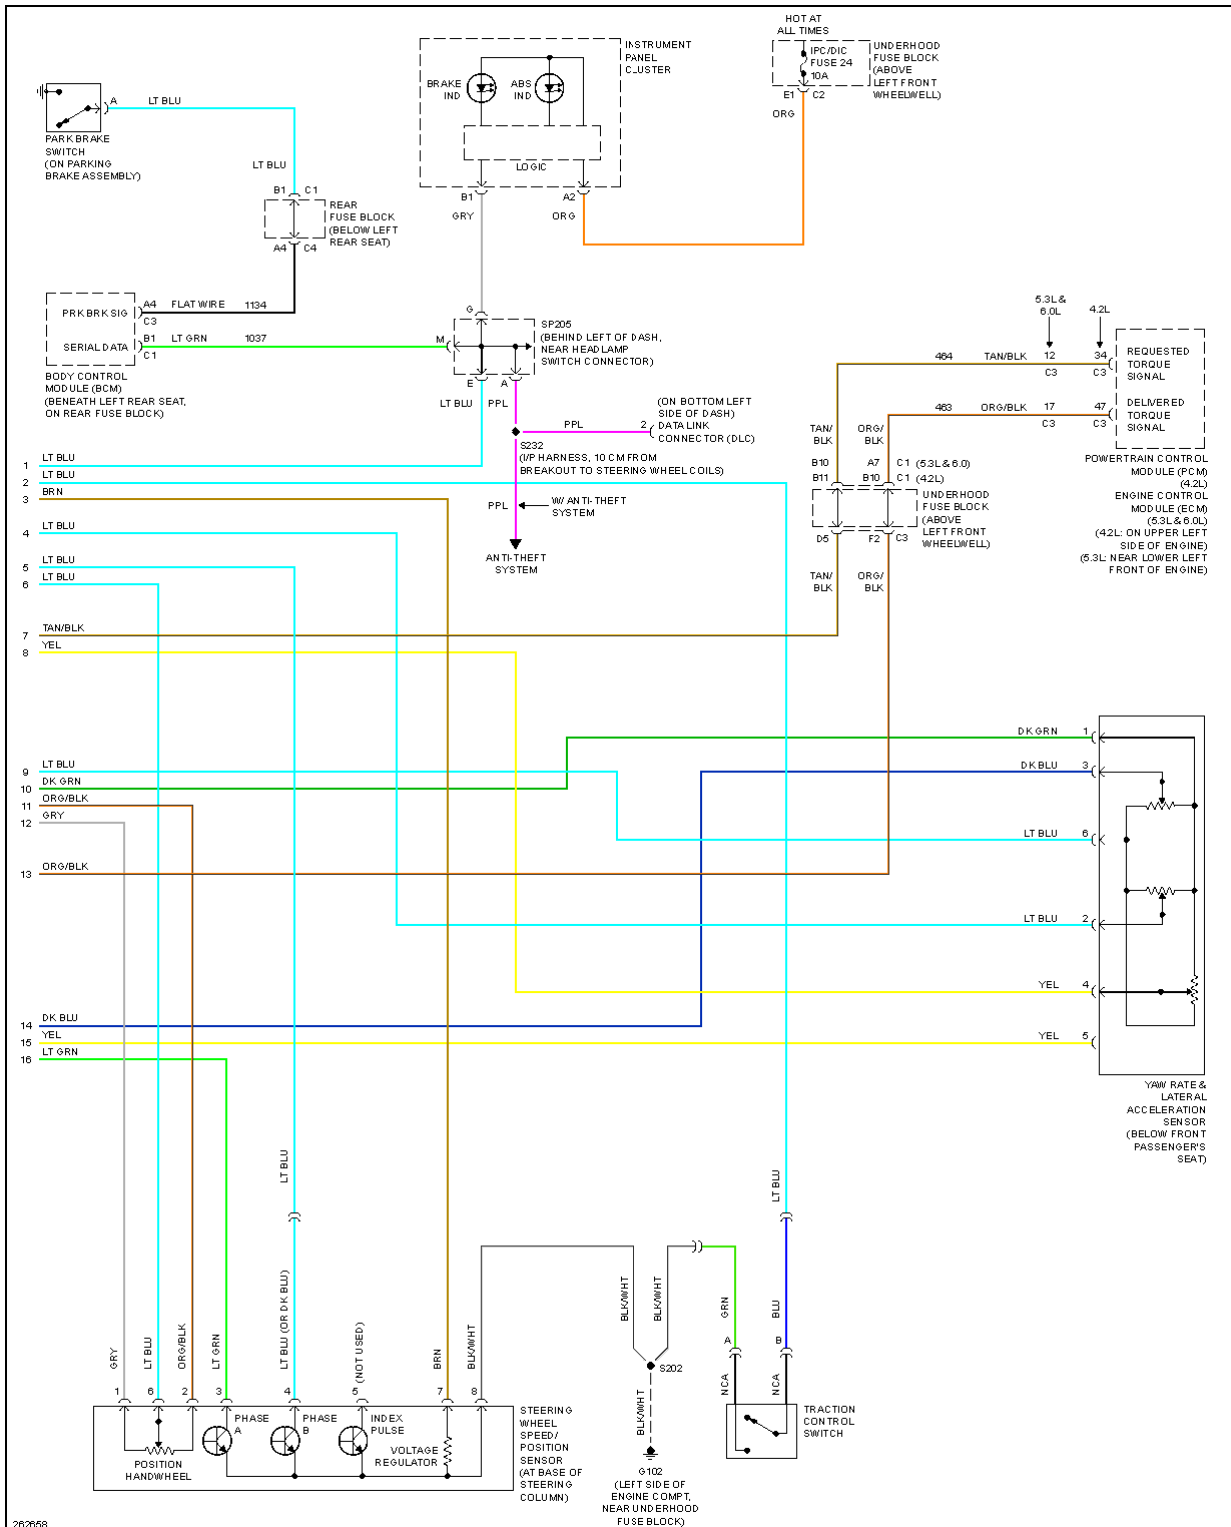 HOT AT
ALL TIMES
IPC/DIC
FUSE 24
10A
UNDERHOOD
FUSE BLOCK
(ABOVE
LEFT FRONT
WHEELWELL)
E1 C2
ORG
INSTRUMENT
PANEL
CLUSTER
BRAKE
IND
ABS
IND
LOGIC
B1 A2
GRY ORG
A LT BLU
PARK BRAKE
SWITCH
(ON PARKING
BRAKE ASSEMBLY)
LT BLU
B1 C1
REAR
FUSE BLOCK
(BELOW LEFT
REAR SEAT)
A4 C4
PRK BRK SIG
A4 FLAT WIRE 1134
C3
SERIAL DATA
B1 LT GRN 1037
C1
BODY CONTROL
MODULE (BCM)
(BENEATH LEFT REAR SEAT,
ON REAR FUSE BLOCK)
G
M
SP205
(BEHIND LEFT OF DASH,
NEAR HEADLAMP
SWITCH CONNECTOR)
E A
LT BLU PPL
PPL 2
(ON BOTTOM LEFT
SIDE OF DASH)
DATA LINK
CONNECTOR (DLC)
S232
(I/P HARNESS, 10 CM FROM
BREAKOUT TO STEERING WHEEL COILS)
PPL
W/ ANTI-THEFT
SYSTEM
ANTI-THEFT
SYSTEM
5.3L &
6.0L
4.2L
464 TAN/BLK 12 34
C3 C3
REQUESTED
TORQUE
SIGNAL
463 ORG/BLK 17 47
C3 C3
DELIVERED
TORQUE
SIGNAL
POWERTRAIN CONTROL
MODULE (PCM)
(4.2L)
ENGINE CONTROL
MODULE (ECM)
(5.3L & 6.0L)
(4.2L: ON UPPER LEFT
SIDE OF ENGINE)
(5.3L: NEAR LOWER LEFT
FRONT OF ENGINE)
TAN/
BLK
ORG/
BLK
B10 A7 C1 (5.3L & 6.0)
B11 B10 C1 (4.2L)
UNDERHOOD
FUSE BLOCK
(ABOVE
LEFT FRONT
WHEELWELL)
D5 F2 C3
TAN/
BLK
ORG/
BLK
1 LT BLU
2 LT BLU
3 BRN
4 LT BLU
5 LT BLU
6 LT BLU
7 TAN/BLK
8 YEL
9 LT BLU
10 DK GRN
11 ORG/BLK
12 GRY
13 ORG/BLK
14 DK BLU
15 YEL
16 LT GRN
DK GRN 1
DK BLU 3
LT BLU 6
LT BLU 2
YEL 4
YEL 5
YAW RATE &
LATERAL
ACCELERATION
SENSOR
(BELOW FRONT
PASSENGER'S
SEAT)
LT BLU
LT BLU
GRY
LT BLU
ORG/BLK
LT GRN
LT BLU (OR DK BLU)
(NOT USED)
BRN
BLK/WHT
1 6 2 3 4 5 7 8
POSITION
HANDWHEEL
PHASE
A
PHASE
B
INDEX
PULSE
VOLTAGE
REGULATOR
STEERING
WHEEL
SPEED/
POSITION
SENSOR
(AT BASE OF
STEERING
COLUMN)
BLK/WHT
BLK/WHT
S202
BLK/WHT
G102
(LEFT SIDE OF
ENGINE COMPT,
NEAR UNDERHOOD
FUSE BLOCK)
GRN
BLU
A B
NCA
NCA
TRACTION
CONTROL
SWITCH
262658